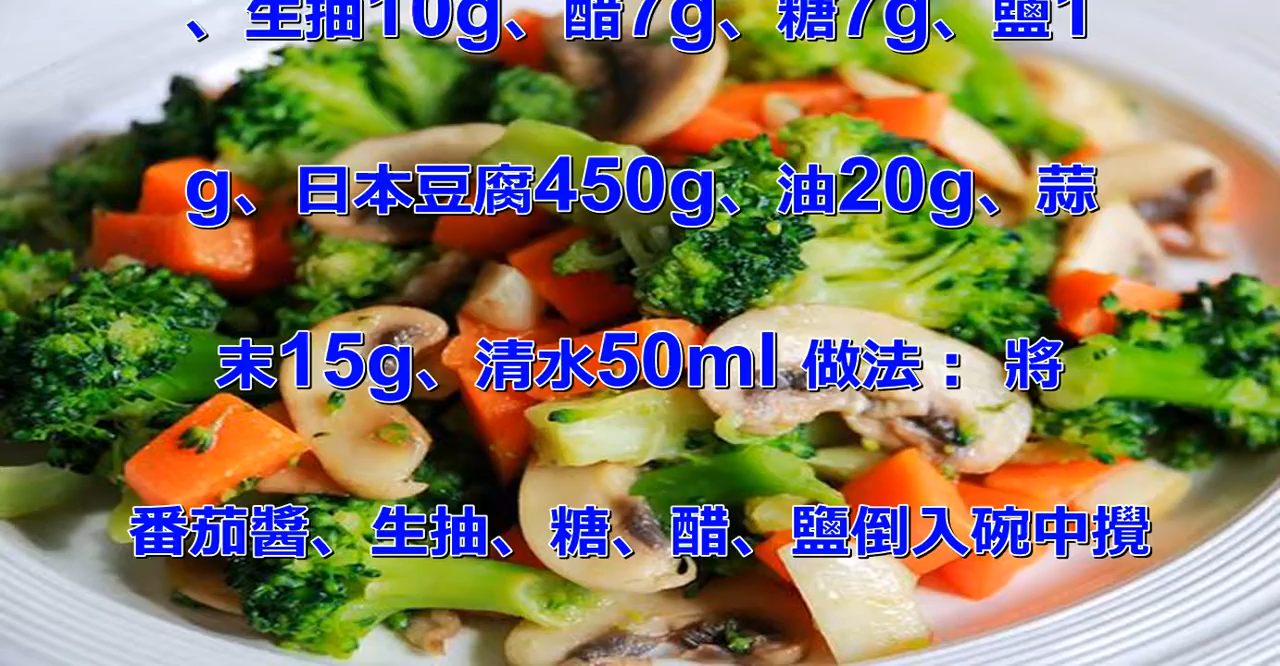 、生抽10g、醋7g、糖7g、鹽1
g、日本豆腐450g、油20g、蒜
末15g、清水50ml 做法： 將
番茄醬、生抽、糖、醋、鹽倒入碗中攪